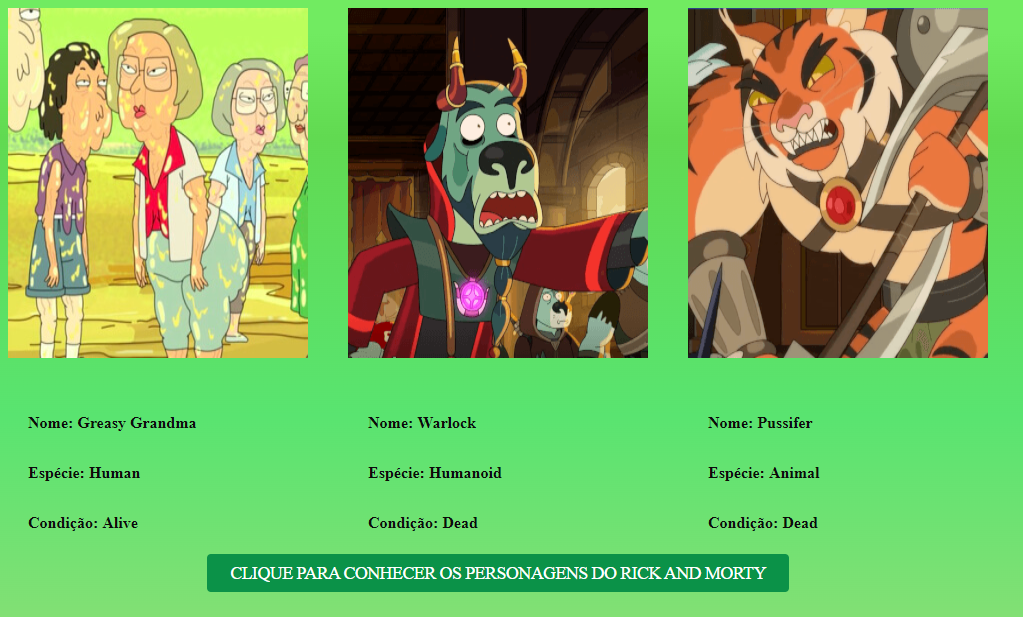 Nome: Greasy Grandma
Espécie: Human
Condição: Alive
Nome: Warlock
Espécie: Humanoid
Condição: Dead
Nome: Pussifer
Espécie: Animal
Condição: Dead
CLIQUE PARA CONHECER OS PERSONAGENS DO RICK AND MORTY